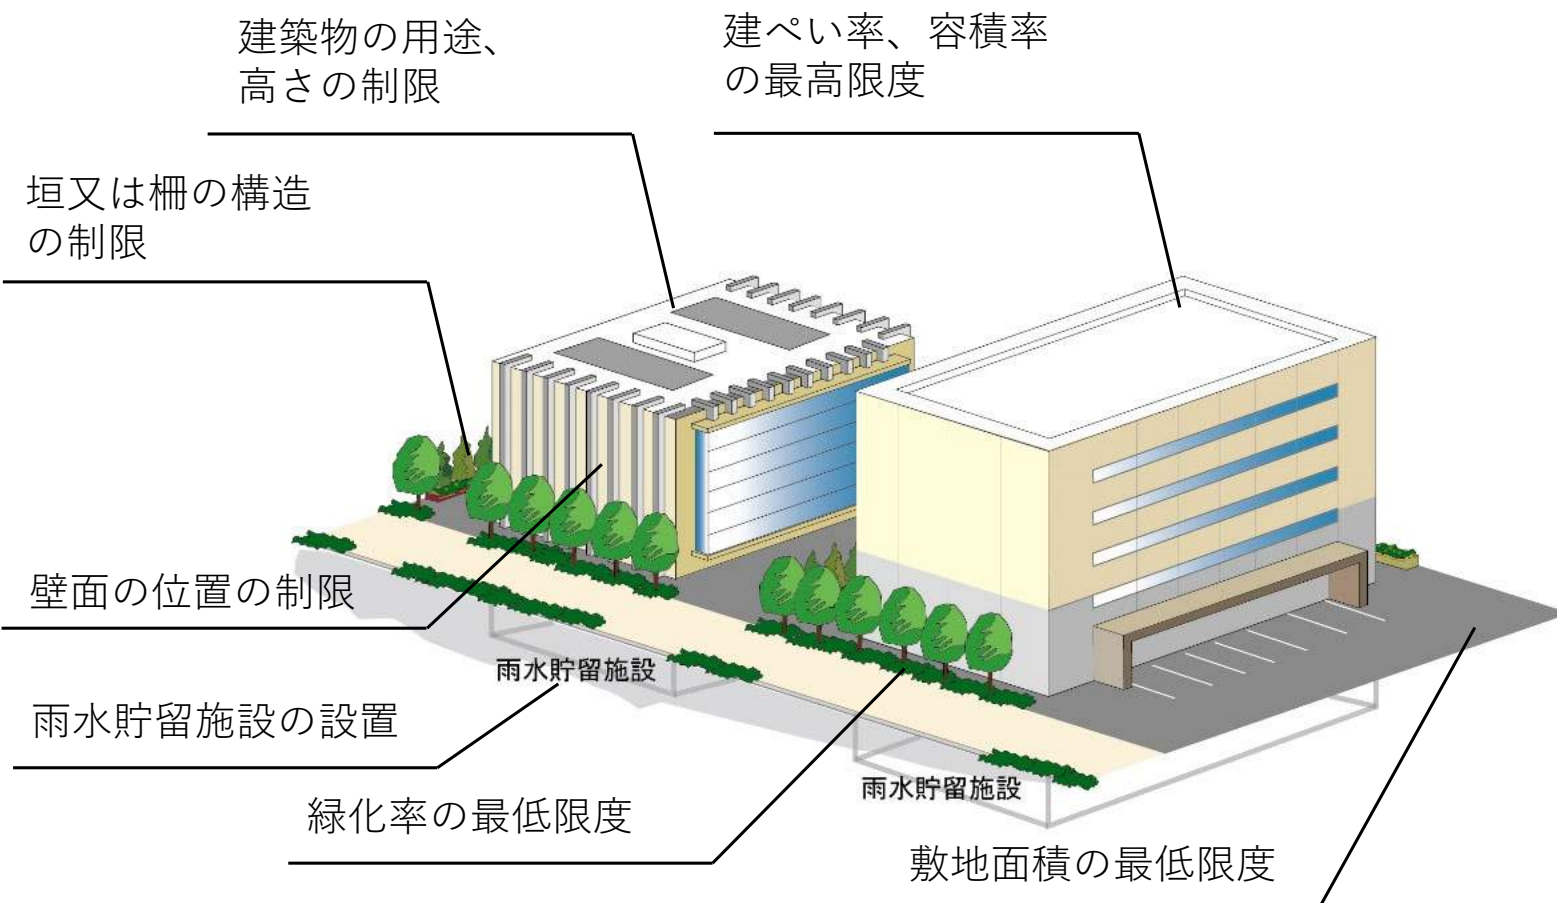 建築物の用途、
高さの制限
建ぺい率、容積率
の最高限度
垣又は柵の構造
の制限
壁面の位置の制限
雨水貯留施設
雨水貯留施設の設置
雨水貯留施設
緑化率の最低限度
敷地面積の最低限度